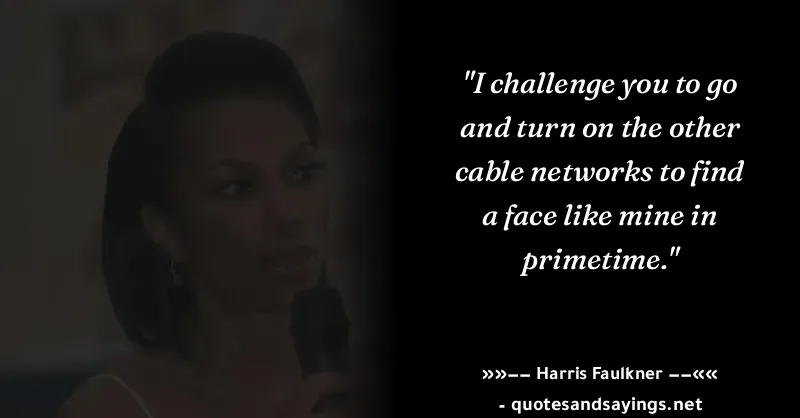 "I challenge you to go
and turn on the other
cable networks to find
a face like mine in
primetime."
»»−− Harris Faulkner −−««
- quotesandsayings.net